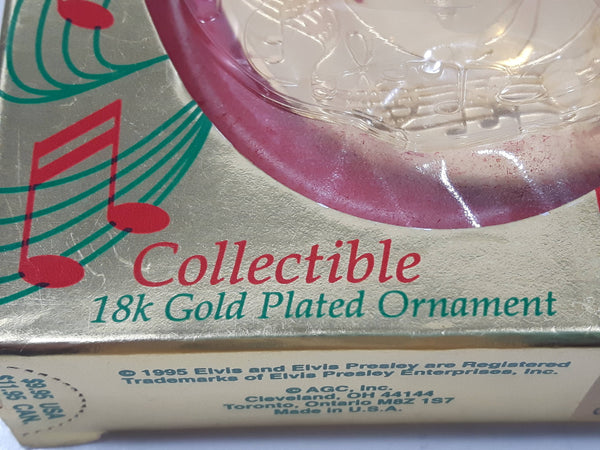 Collectible
18k Gold Plated Ornament
© 1995 Elvis and Elvis Presley are Registered
Trademarks of Elvis Presley Enterprises, Inc.
© AGC, Inc.
Cleveland, OH 44144
Toronto, Ontario M8Z 1S7
Made in U.S.A.
$9.95 USA
$11.95 CAN.